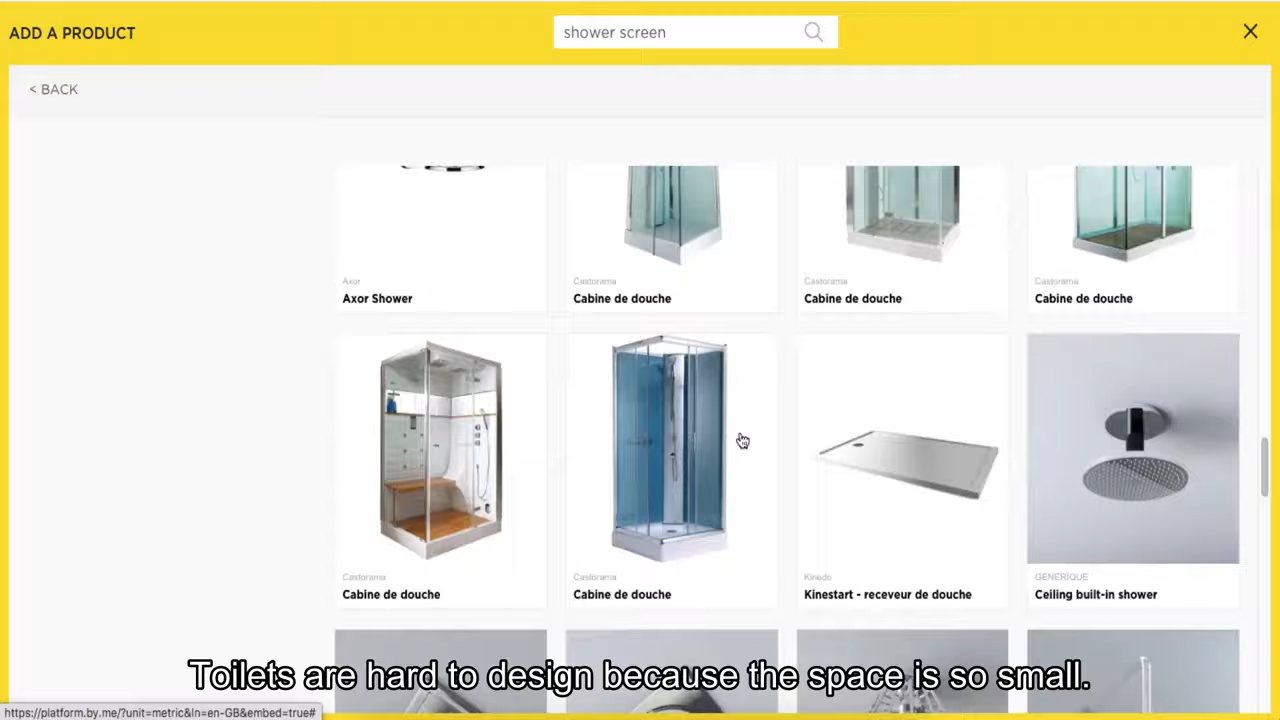 ADD A PRODUCT
shower screen
< BACK
Axor
Axor Shower
Castorama
Cabine de douche
Castorama
Cabine de douche
Castorama
Cabine de douche
Castorama
Cabine de douche
Castorama
Cabine de douche
Kinedo
Kinestart - receveur de douche
GENERIQUE
Ceiling built-in shower
Toilets are hard to design because the space is so small.
https://platform.by.me/?unit=metric&ln=en-GB&embed=true#